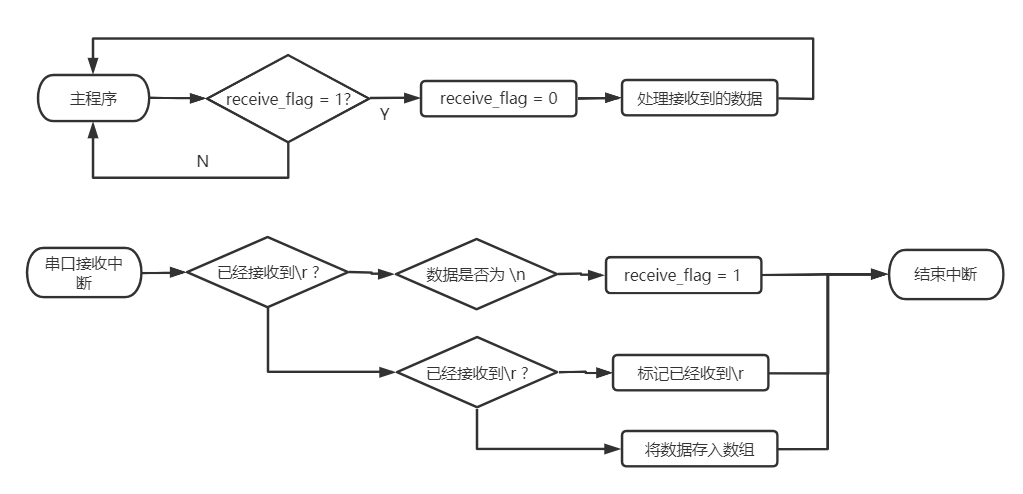 主程序
receive_flag = 1?
Y
receive_flag = 0
处理接收到的数据
N
串口接收中
断
已经接收到\r ?
数据是否为 \n
receive_flag = 1
结束中断
已经接收到\r ?
标记已经收到\r
将数据存入数组